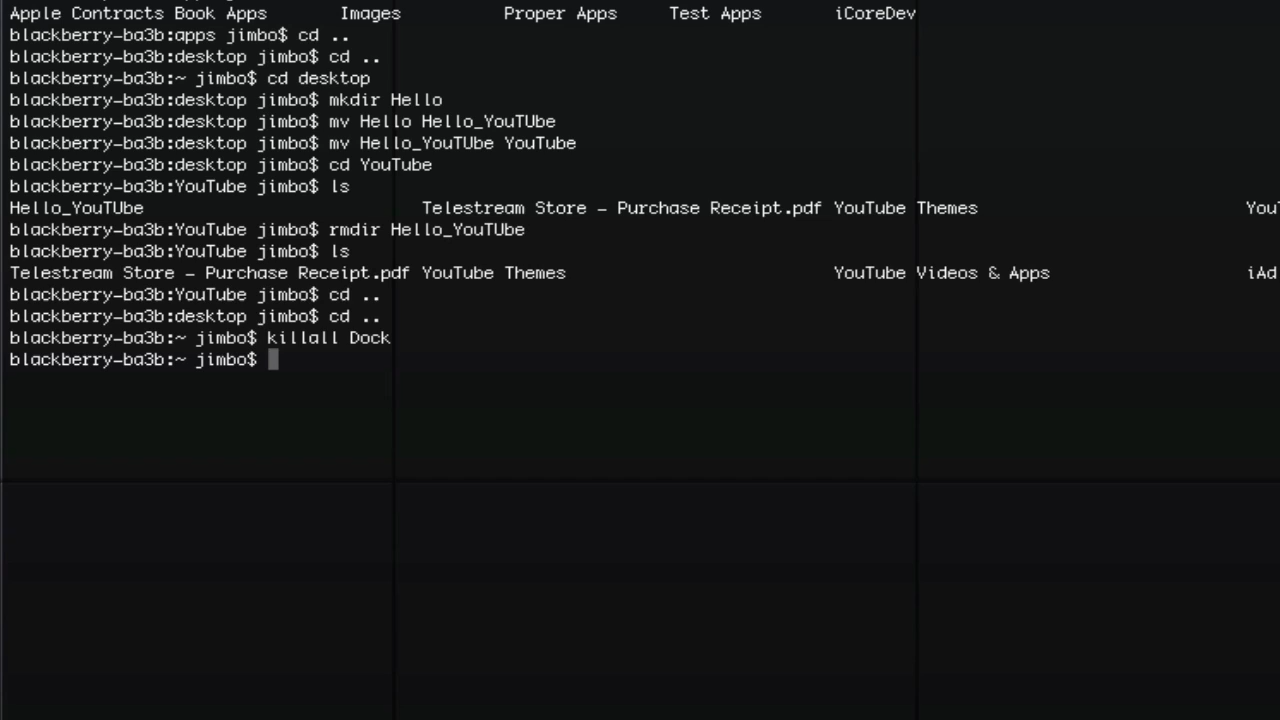 Apple Contracts Book Apps Images Proper Apps Test Apps iCoreDev
blackberry-ba3b:apps jimbo$ cd ..
blackberry-ba3b:desktop jimbo$ cd ..
blackberry-ba3b:~ jimbo$ cd desktop
blackberry-ba3b:desktop jimbo$ mkdir Hello
blackberry-ba3b:desktop jimbo$ mv Hello Hello_YouTUbe
blackberry-ba3b:desktop jimbo$ mv Hello_YouTUbe YouTube
blackberry-ba3b:desktop jimbo$ cd YouTube
blackberry-ba3b:YouTube jimbo$ ls
Hello_YouTUbe Telestream Store - Purchase Receipt.pdf YouTube Themes
blackberry-ba3b:YouTube jimbo$ rmdir Hello_YouTUbe
blackberry-ba3b:YouTube jimbo$ ls
Telestream Store - Purchase Receipt.pdf YouTube Themes YouTube Videos & Apps iAd
blackberry-ba3b:YouTube jimbo$ cd ..
blackberry-ba3b:desktop jimbo$ cd ..
blackberry-ba3b:~ jimbo$ killall Dock
blackberry-ba3b:~ jimbo$